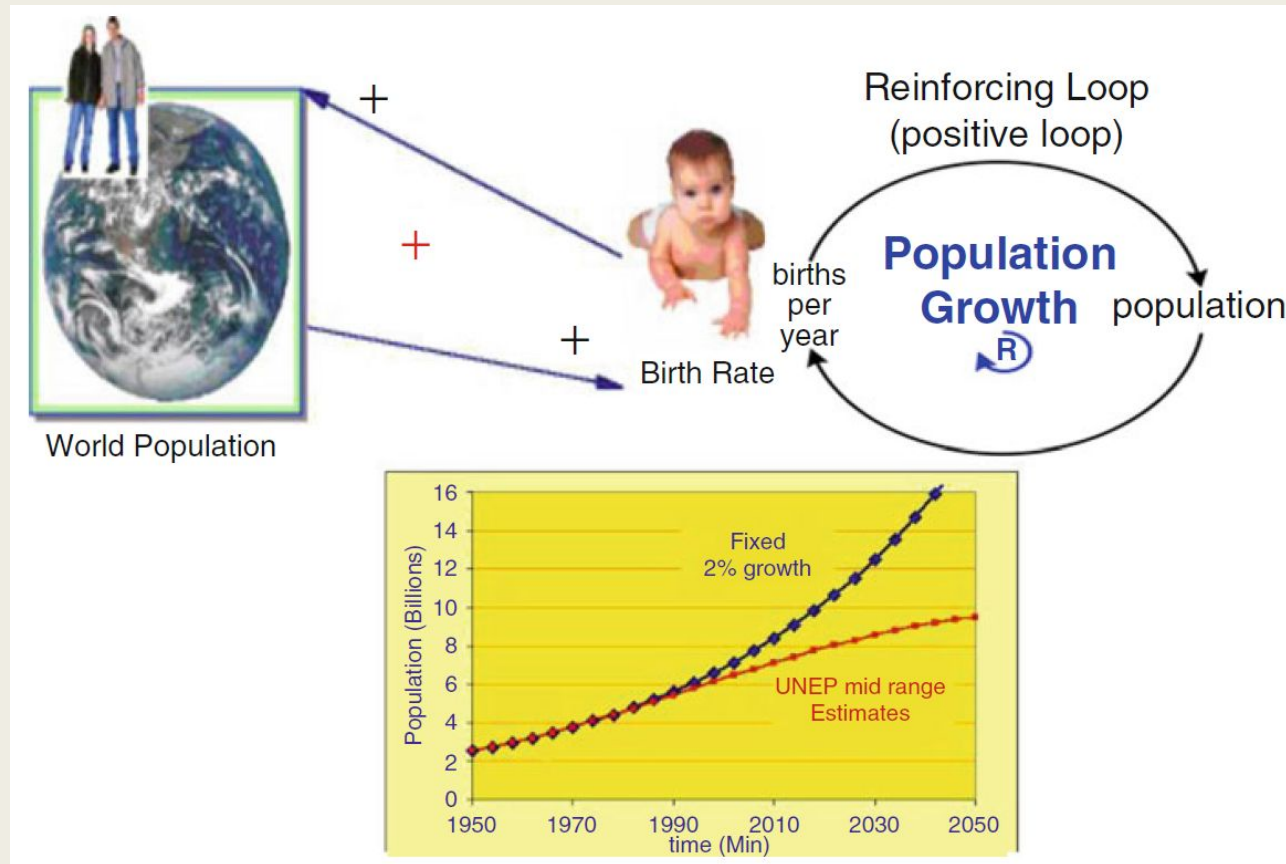 +
+
+
World Population
Birth Rate
Reinforcing Loop
(positive loop)
births
per
year
Population
Growth
R
population
Population (Billions)
16
14
12
10
8
6
4
2
0
Fixed
2% growth
UNEP mid range
Estimates
1950 1970 1990 2010 2030 2050
time (Min)